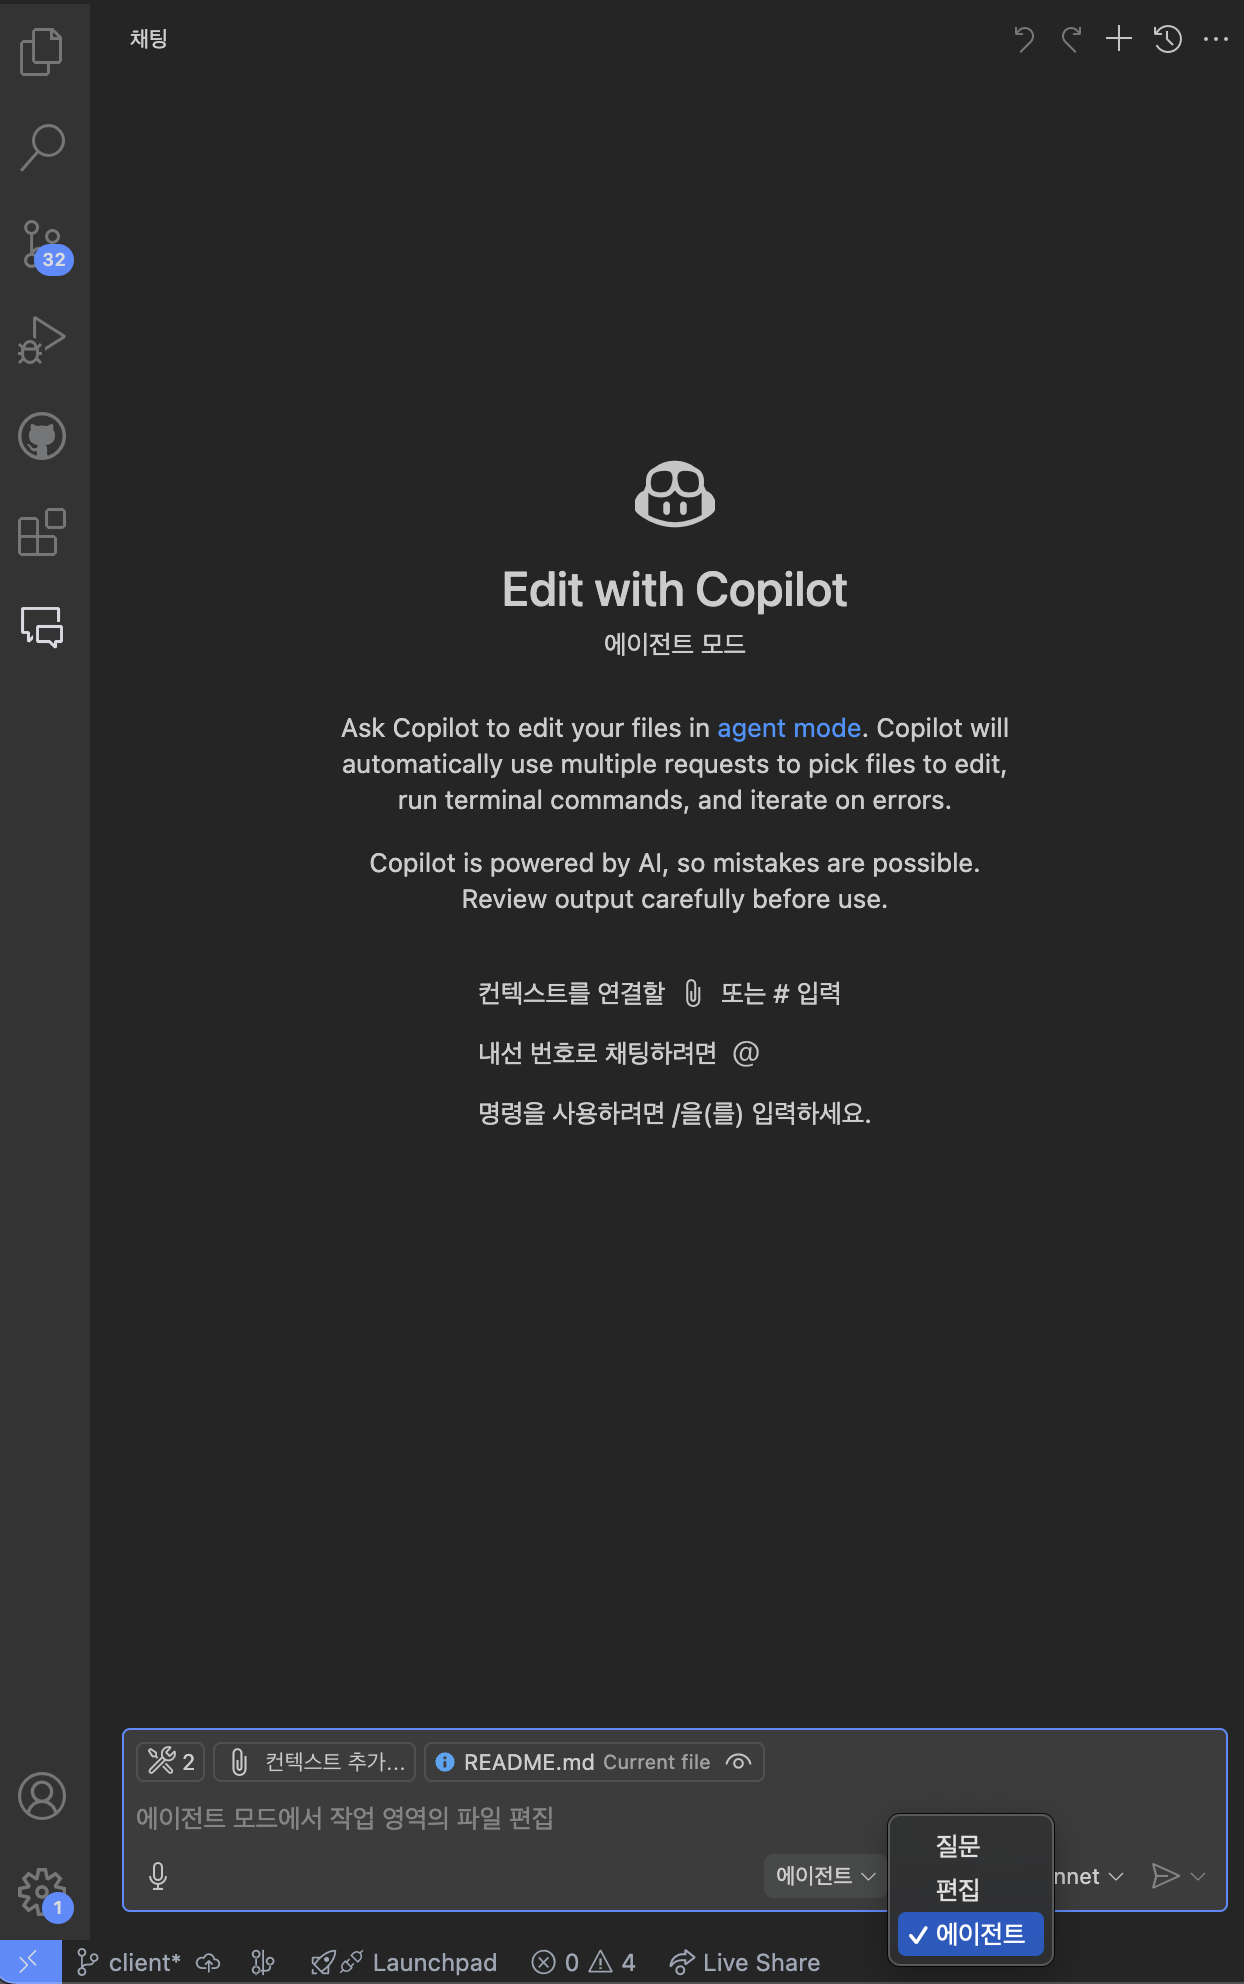 채팅
32
Edit with Copilot
에이전트 모드
Ask Copilot to edit your files in agent mode. Copilot will
automatically use multiple requests to pick files to edit,
run terminal commands, and iterate on errors.
Copilot is powered by AI, so mistakes are possible.
Review output carefully before use.
컨텍스트를 연결할 또는 # 입력
내선 번호로 채팅하려면 @
명령을 사용하려면 /을(를) 입력하세요.
2 컨텍스트 추가... README.md Current file
에이전트 모드에서 작업 영역의 파일 편집
에이전트 nnet
질문
편집
✓ 에이전트
1
client* Launchpad 0 4 Live Share